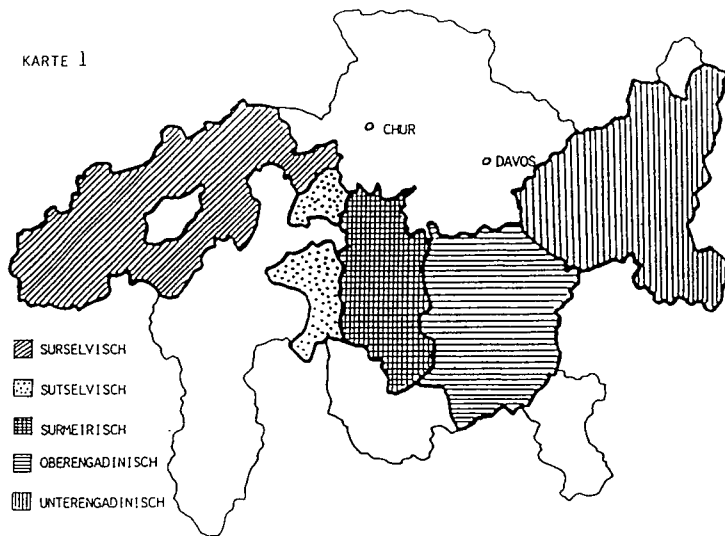 KARTE 1
CHUR
DAVOS
SURSELVISCH
SUTSELVISCH
SURMEIRISCH
OBERENGADINISCH
UNTERENGADINISCH